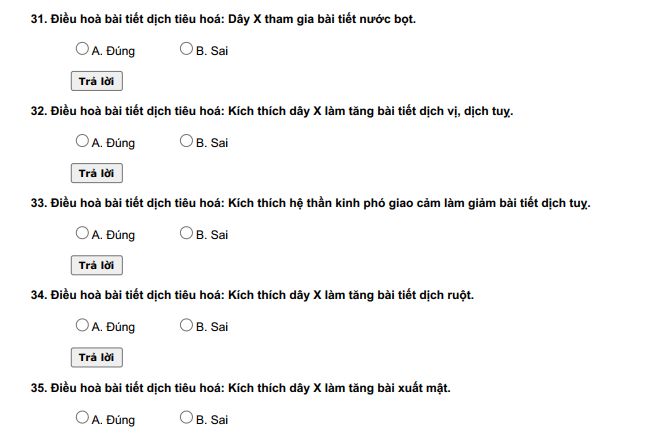 31. Điều hoà bài tiết dịch tiêu hoá: Dây X tham gia bài tiết nước bọt.
A. Đúng B. Sai
Trả lời
32. Điều hoà bài tiết dịch tiêu hoá: Kích thích dây X làm tăng bài tiết dịch vị, dịch tuỵ.
A. Đúng B. Sai
Trả lời
33. Điều hoà bài tiết dịch tiêu hoá: Kích thích hệ thần kinh phó giao cảm làm giảm bài tiết dịch tuỵ.
A. Đúng B. Sai
Trả lời
34. Điều hoà bài tiết dịch tiêu hoá: Kích thích dây X làm tăng bài tiết dịch ruột.
A. Đúng B. Sai
Trả lời
35. Điều hoà bài tiết dịch tiêu hoá: Kích thích dây X làm tăng bài xuất mật.
A. Đúng B. Sai